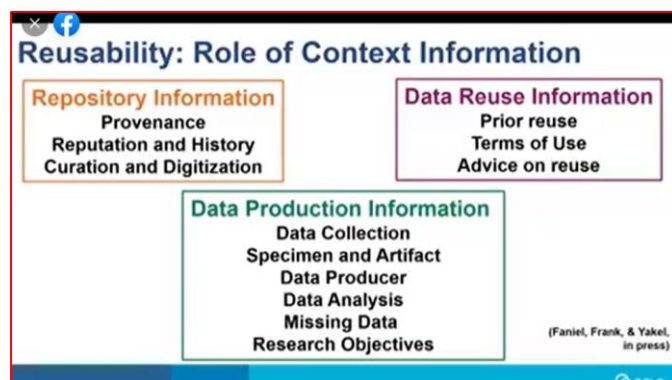 Reusability: Role of Context Information
Repository Information
Provenance
Reputation and History
Curation and Digitization
Data Reuse Information
Prior reuse
Terms of Use
Advice on reuse
Data Production Information
Data Collection
Specimen and Artifact
Data Producer
Data Analysis
Missing Data
Research Objectives
(Faniel, Frank, & Yakel,
in press)